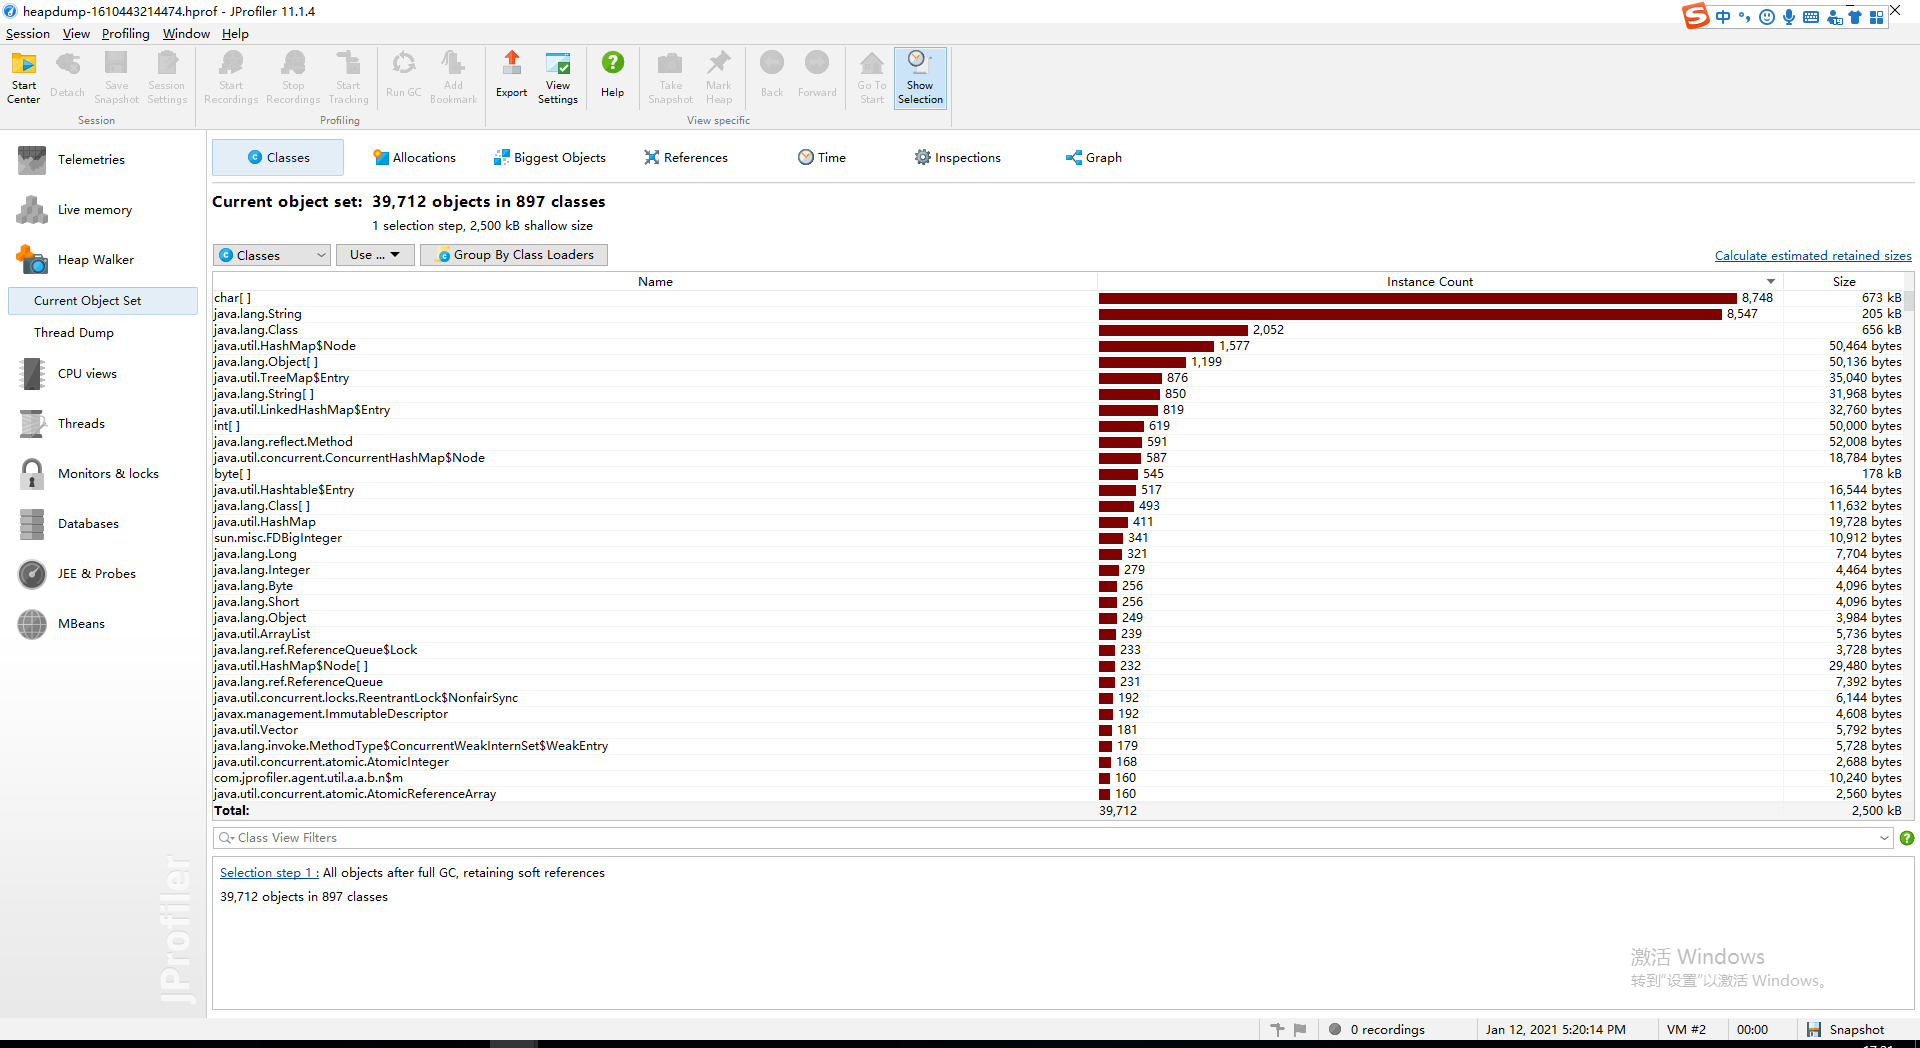 heapdump-1610443214474.hprof - JProfiler 11.1.4
中
Session View Profiling Window Help
Start Center
Detach
Save Snapshot
Session Settings
Start Recordings
Stop Recordings
Start Tracking
Run GC
Add Bookmark
Export
View Settings
Help
Take Snapshot
Mark Heap
Back
Forward
Go To Start
Show Selection
Session
Profiling
View specific
Telemetries
Live memory
Heap Walker
Current Object Set
Thread Dump
CPU views
Threads
Monitors & locks
Databases
JEE & Probes
MBeans
JProfiler
Classes Allocations Biggest Objects References Time Inspections Graph
Current object set: 39,712 objects in 897 classes
1 selection step, 2,500 kB shallow size
Classes Use ... Group By Class Loaders Calculate estimated retained sizes
Name Instance Count Size
char[ ] 8,748 673 kB
java.lang.String 8,547 205 kB
java.lang.Class 2,052 656 kB
java.util.HashMap$Node 1,577 50,464 bytes
java.lang.Object[ ] 1,199 50,136 bytes
java.util.TreeMap$Entry 876 35,040 bytes
java.lang.String[ ] 850 31,968 bytes
java.util.LinkedHashMap$Entry 819 32,760 bytes
int[ ] 619 50,000 bytes
java.lang.reflect.Method 591 52,008 bytes
java.util.concurrent.ConcurrentHashMap$Node 587 18,784 bytes
byte[ ] 545 178 kB
java.util.Hashtable$Entry 517 16,544 bytes
java.lang.Class[ ] 493 11,632 bytes
java.util.HashMap 411 19,728 bytes
sun.misc.FDBigInteger 341 10,912 bytes
java.lang.Long 321 7,704 bytes
java.lang.Integer 279 4,464 bytes
java.lang.Byte 256 4,096 bytes
java.lang.Short 256 4,096 bytes
java.lang.Object 249 3,984 bytes
java.util.ArrayList 239 5,736 bytes
java.lang.ref.ReferenceQueue$Lock 233 3,728 bytes
java.util.HashMap$Node[ ] 232 29,480 bytes
java.lang.ref.ReferenceQueue 231 7,392 bytes
java.util.concurrent.locks.ReentrantLock$NonfairSync 192 6,144 bytes
javax.management.ImmutableDescriptor 192 4,608 bytes
java.util.Vector 181 5,792 bytes
java.lang.invoke.MethodType$ConcurrentWeakInternSet$WeakEntry 179 5,728 bytes
java.util.concurrent.atomic.AtomicInteger 168 2,688 bytes
com.jprofiler.agent.util.a.a.b.n$m 160 10,240 bytes
java.util.concurrent.atomic.AtomicReferenceArray 160 2,560 bytes
Total: 39,712 2,500 kB
Class View Filters
Selection step 1 : All objects after full GC, retaining soft references
39,712 objects in 897 classes
激活 Windows
转到“设置”以激活 Windows。
0 recordings Jan 12, 2021 5:20:14 PM VM #2 00:00 Snapshot